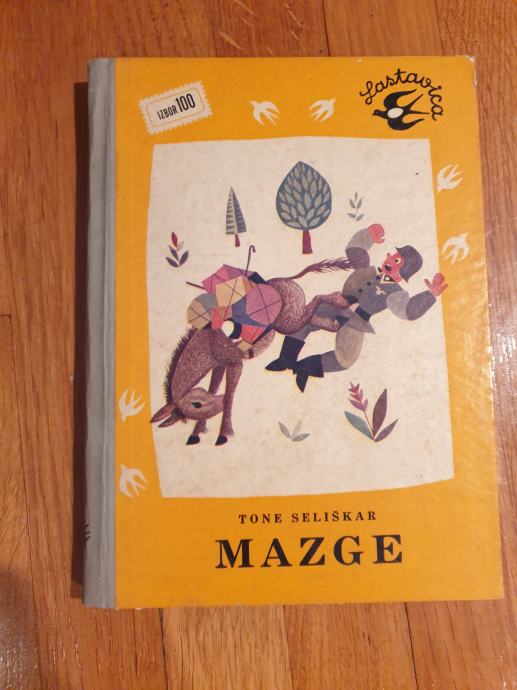 IZBOR 100
Lastavica
TONE SELIŠKAR
MAZGE